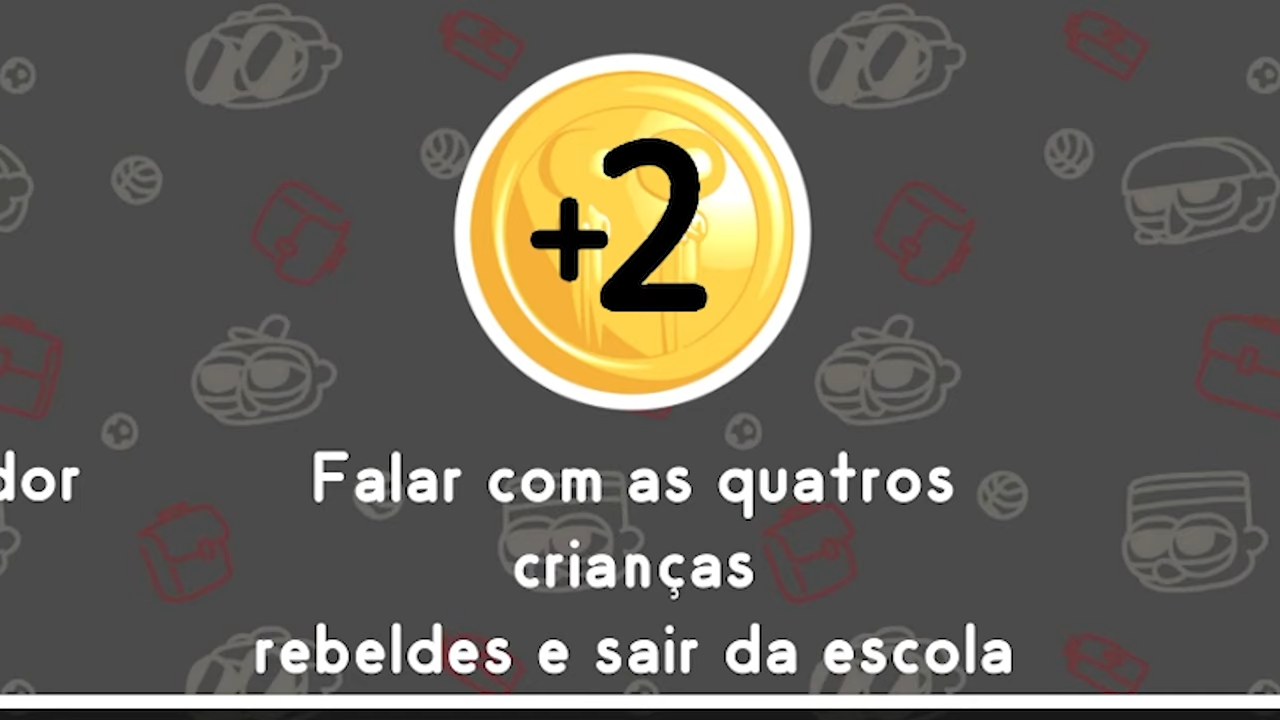 +2
Falar com as quatros
crianças
rebeldes e sair da escola
dor